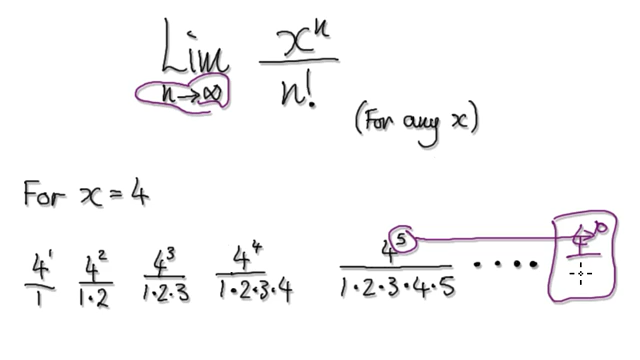 Lim xⁿ/n!
n→∞
(For any x)
For x = 4
4¹/1 4²/1·2 4³/1·2·3 4⁴/1·2·3·4 4⁵/1·2·3·4·5 ····